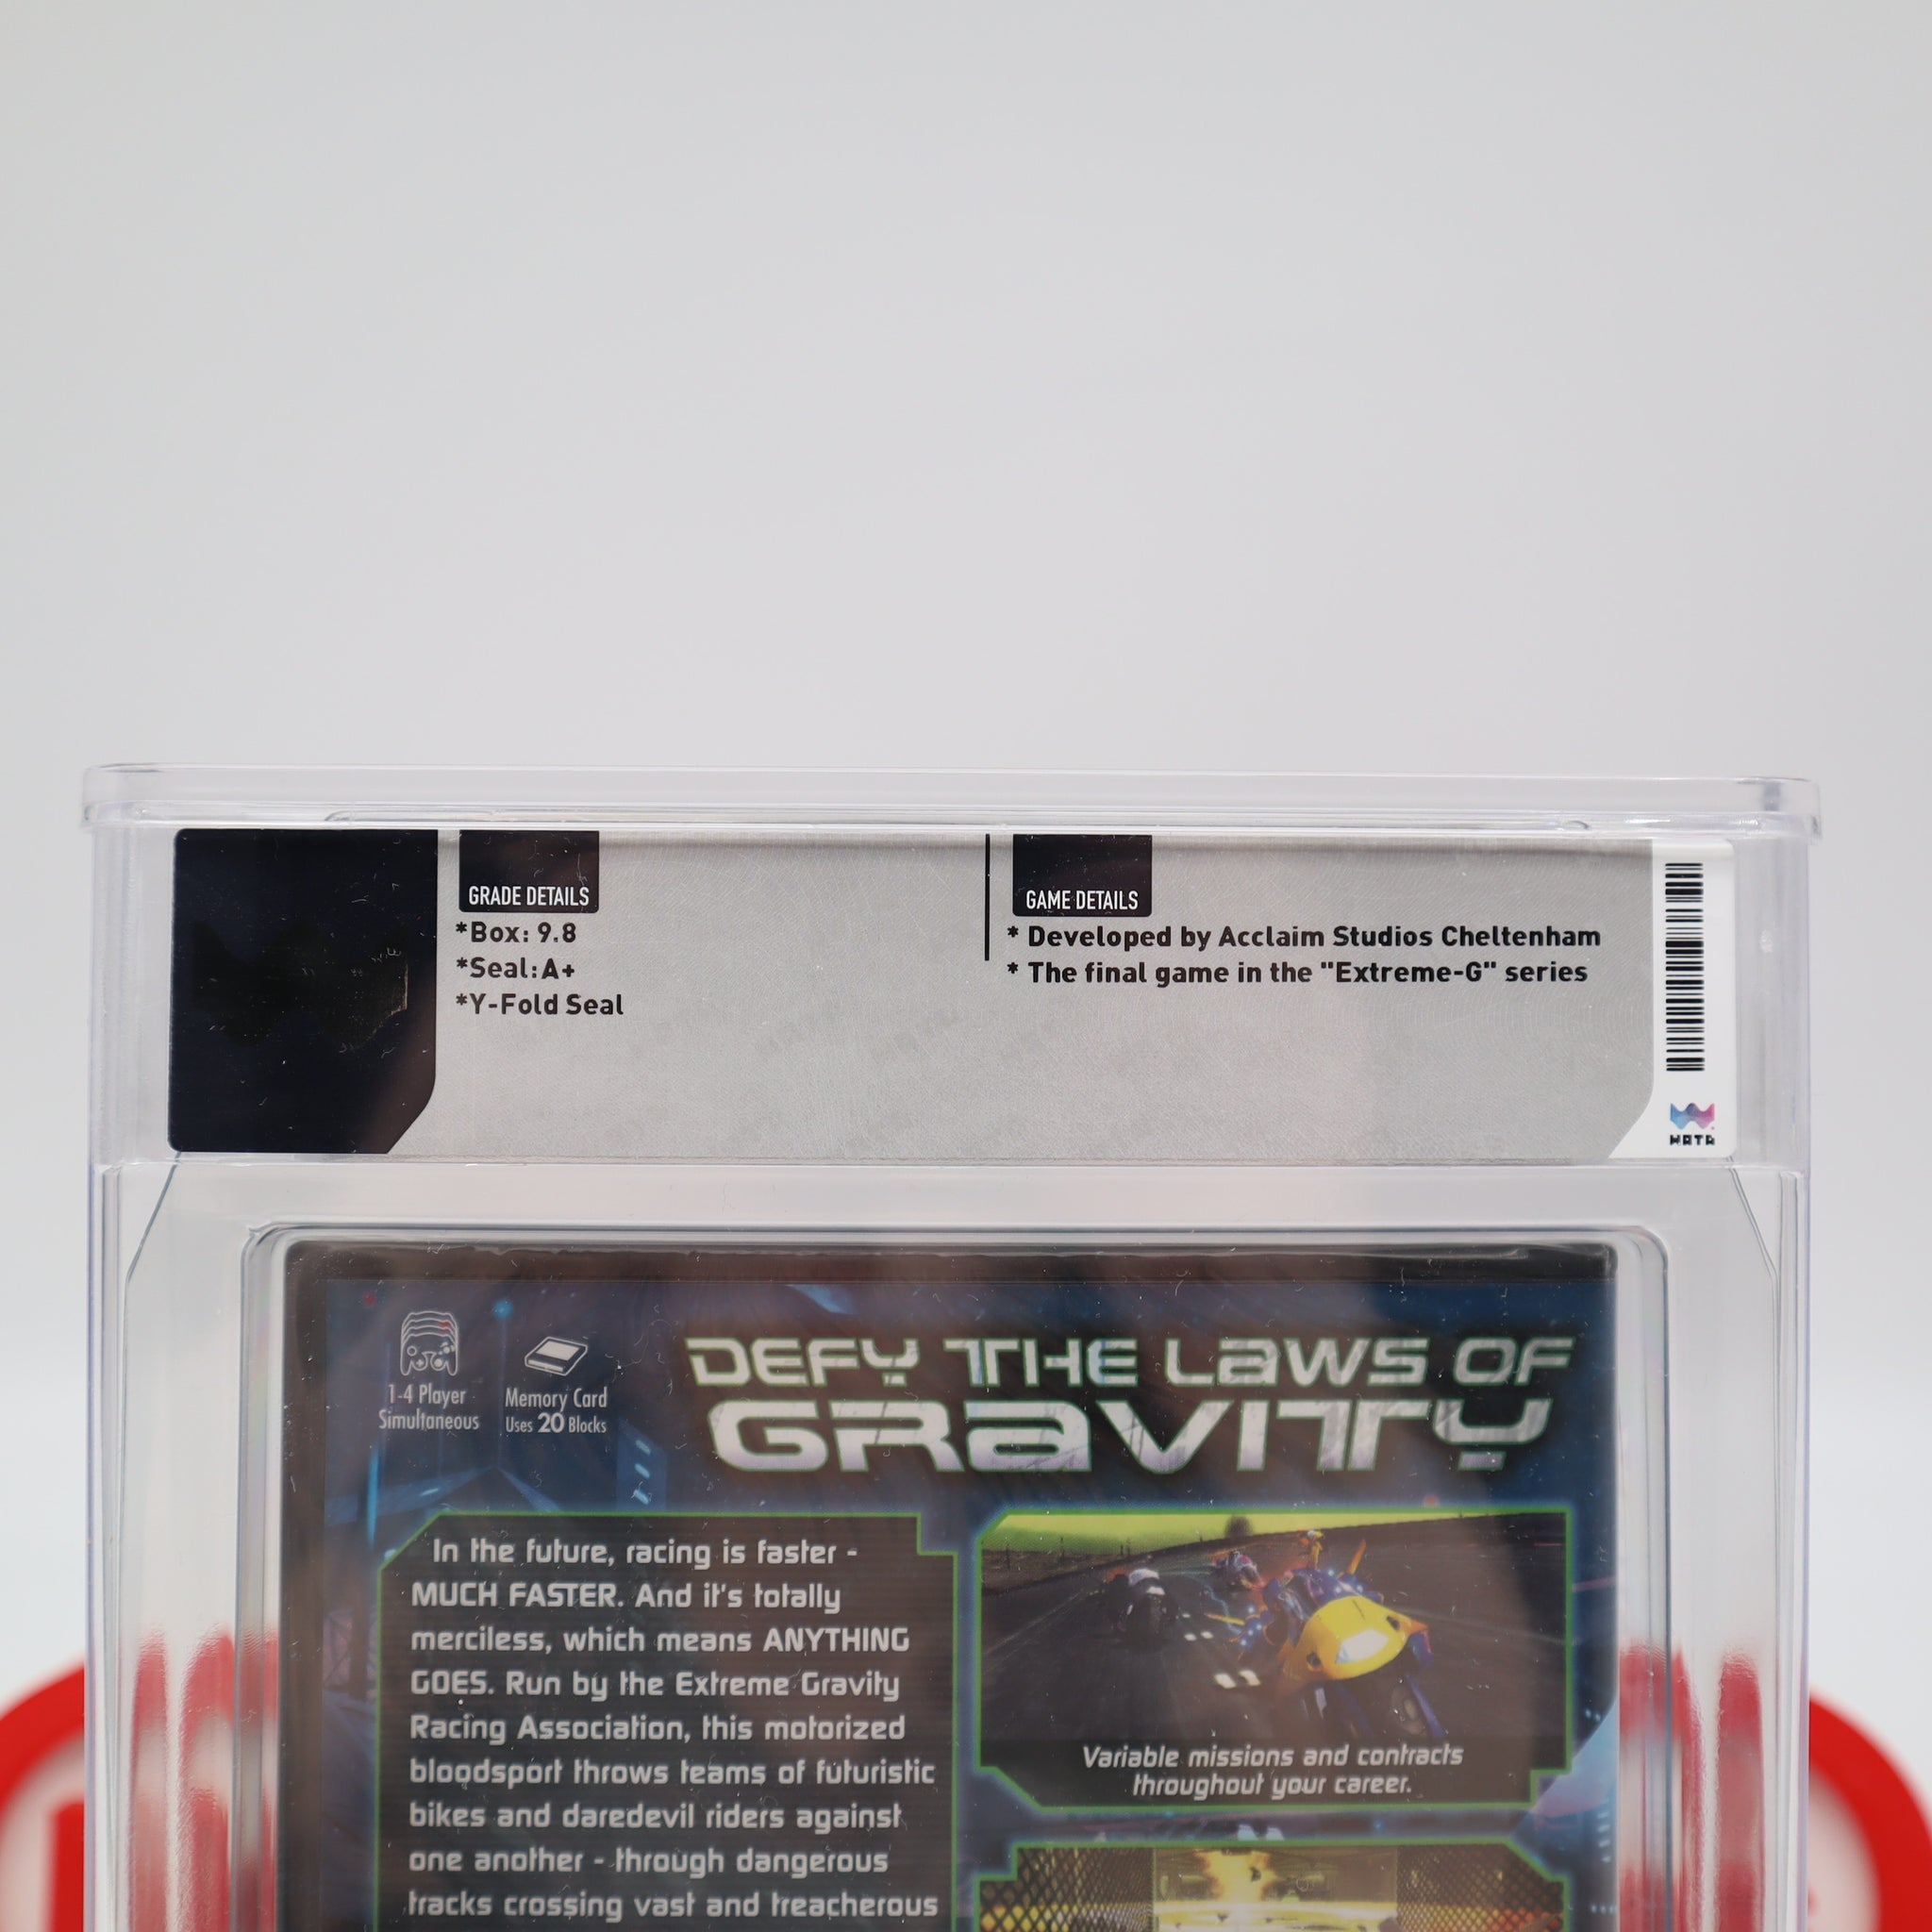 GRADE DETAILS
*Box: 9.8
*Seal:A+
*Y-Fold Seal
GAME DETAILS
* Developed by Acclaim Studios Cheltenham
* The final game in the "Extreme-G" series
WATA
1-4 Player
Simultaneous
Memory Card
Uses 20 Blocks
DEFY THE LaWS OF
GRaVITY
In the future, racing is faster -
MUCH FASTER. And it's totally
merciless, which means ANYTHING
GOES. Run by the Extreme Gravity
Racing Association, this motorized
bloodsport throws teams of futuristic
bikes and daredevil riders against
one another - through dangerous
tracks crossing vast and treacherous
Variable missions and contracts
throughout your career.